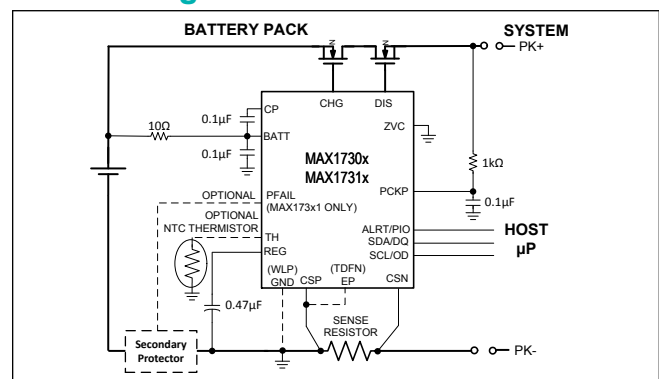 BATTERY PACK
SYSTEM
PK+
N
N
CHG
DIS
CP
0.1µF
ZVC
10Ω
BATT
0.1µF
MAX1730x
MAX1731x
1kΩ
OPTIONAL
PFAIL
(MAX173x1 ONLY)
PCKP
0.1µF
OPTIONAL
NTC THERMISTOR
TH
ALRT/PIO
SDA/DQ
SCL/OD
HOST
µP
REG
(WLP)
GND
CSP
(TDFN)
EP
CSN
0.47µF
SENSE
RESISTOR
Secondary
Protector
PK-